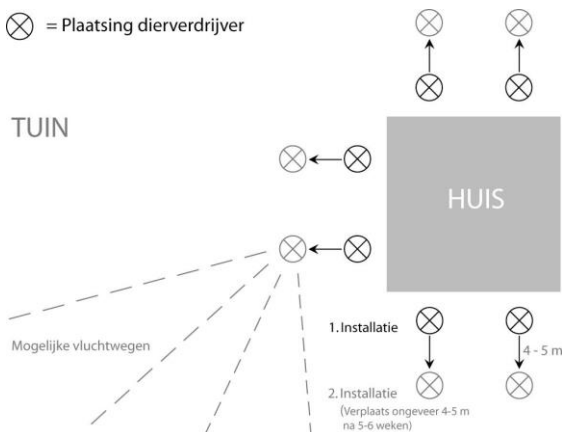 = Plaatsing dierverdrijver
TUIN
HUIS
1. Installatie
4 - 5 m
Mogelijke vluchtwegen
2. Installatie
(Verplaats ongeveer 4-5 m
na 5-6 weken)